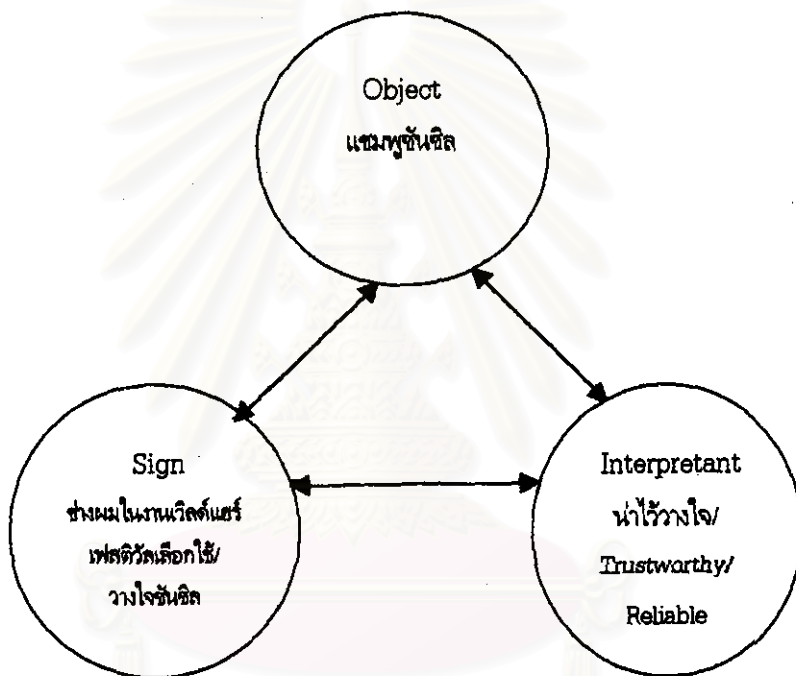 Object
แชมพูซันซิล
Sign
ช่างผมในงานเวิลด์แฮร์
เฟสติวัลเลือกใช้/
วางใจซันซิล
Interpretant
น่าไว้วางใจ/
Trustworthy/
Reliable